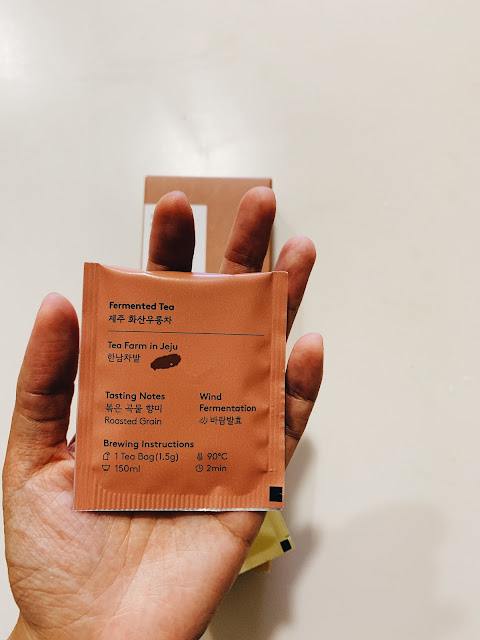 Fermented Tea
제주 화산우롱차
Tea Farm in Jeju
한남차밭
Tasting Notes
볶은 곡물 향미
Roasted Grain
Wind
Fermentation
바람발효
Brewing Instructions
1 Tea Bag(1.5g)
90°C
150ml
2min